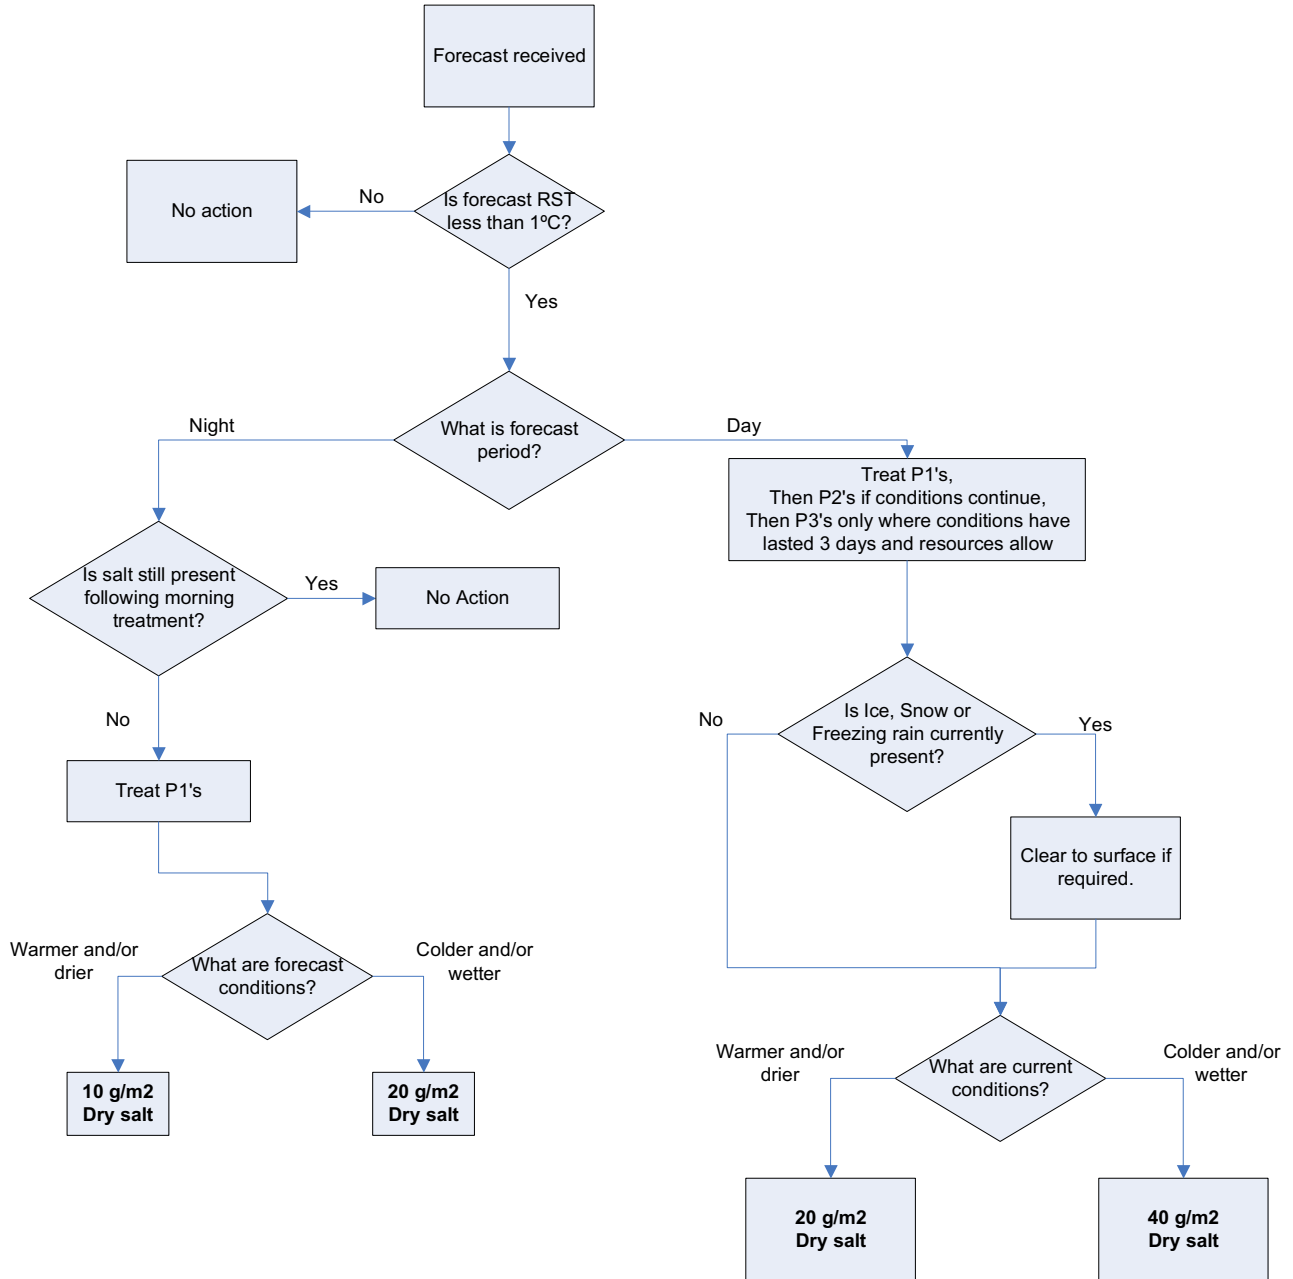 Forecast received
No action
No
Is forecast RST
less than 1ºC?
Yes
Night
What is forecast
period?
Day
Treat P1's,
Then P2's if conditions continue,
Then P3's only where conditions have
lasted 3 days and resources allow
Is salt still present
following morning
treatment?
Yes
No Action
No
Treat P1's
No
Is Ice, Snow or
Freezing rain currently
present?
Yes
Clear to surface if
required.
Warmer and/or
drier
What are forecast
conditions?
Colder and/or
wetter
10 g/m2
Dry salt
20 g/m2
Dry salt
Warmer and/or
drier
What are current
conditions?
Colder and/or
wetter
20 g/m2
Dry salt
40 g/m2
Dry salt